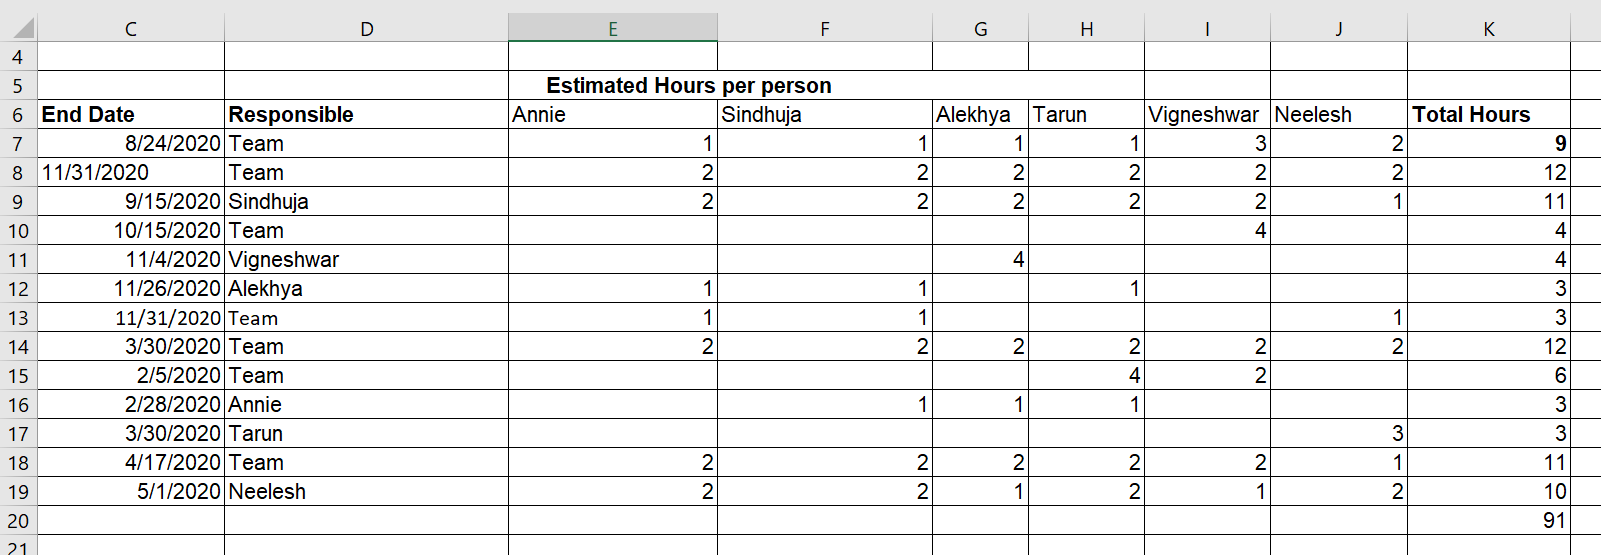 C D E F G H I J K
4
5 Estimated Hours per person
6 End Date Responsible Annie Sindhuja Alekhya Tarun Vigneshwar Neelesh Total Hours
7 8/24/2020 Team 1 1 1 1 3 2 9
8 11/31/2020 Team 2 2 2 2 2 2 12
9 9/15/2020 Sindhuja 2 2 2 2 2 1 11
10 10/15/2020 Team 4 4
11 11/4/2020 Vigneshwar 4 4
12 11/26/2020 Alekhya 1 1 1 3
13 11/31/2020 Team 1 1 1 3
14 3/30/2020 Team 2 2 2 2 2 2 12
15 2/5/2020 Team 4 2 6
16 2/28/2020 Annie 1 1 1 3
17 3/30/2020 Tarun 3 3
18 4/17/2020 Team 2 2 2 2 2 1 11
19 5/1/2020 Neelesh 2 2 1 2 1 2 10
20 91
21